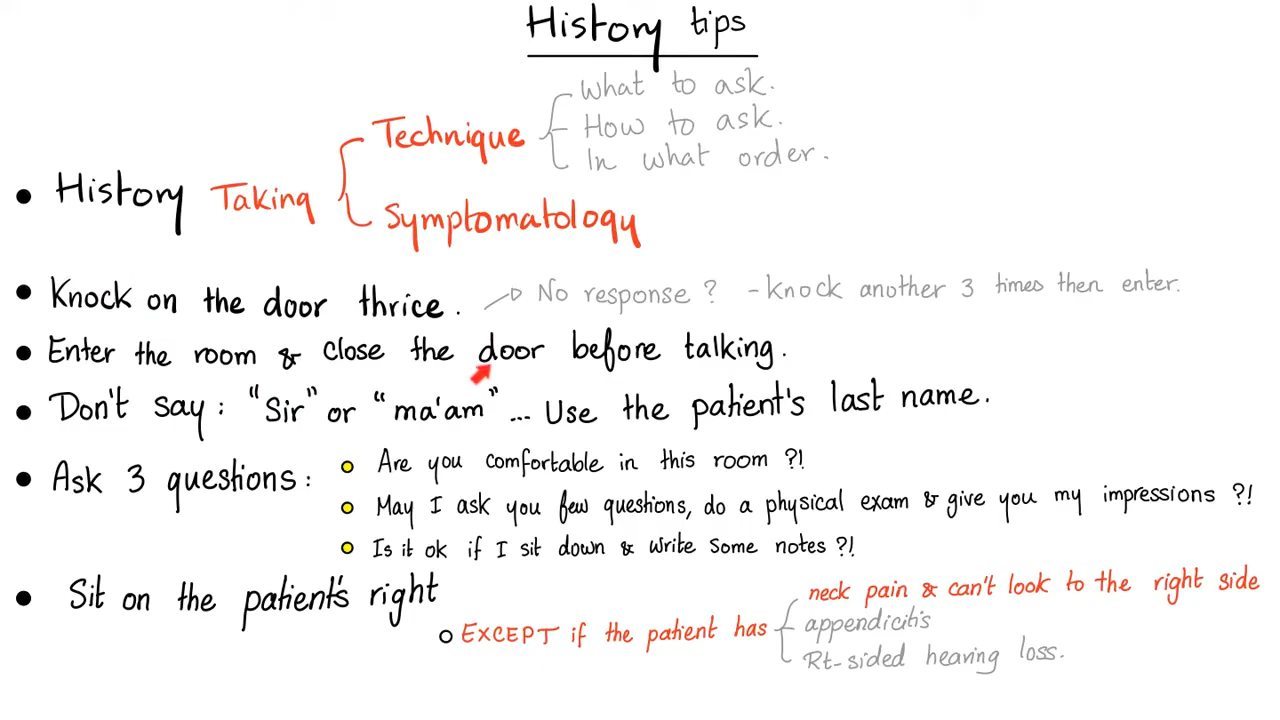 History tips
What to ask.
How to ask.
In what order.
Technique
• History Taking
Symptomatology
• Knock on the door thrice. No response? - knock another 3 times then enter.
• Enter the room & close the door before talking.
• Don't say: "Sir" or "ma'am" ... Use the patient's last name.
• Ask 3 questions:
Are you comfortable in this room ?!
May I ask you few questions, do a physical exam & give you my impressions ?!
Is it ok if I sit down & write some notes ?!
• Sit on the patient's right
EXCEPT if the patient has
neck pain & can't look to the right side
appendicitis
Rt-sided hearing loss.